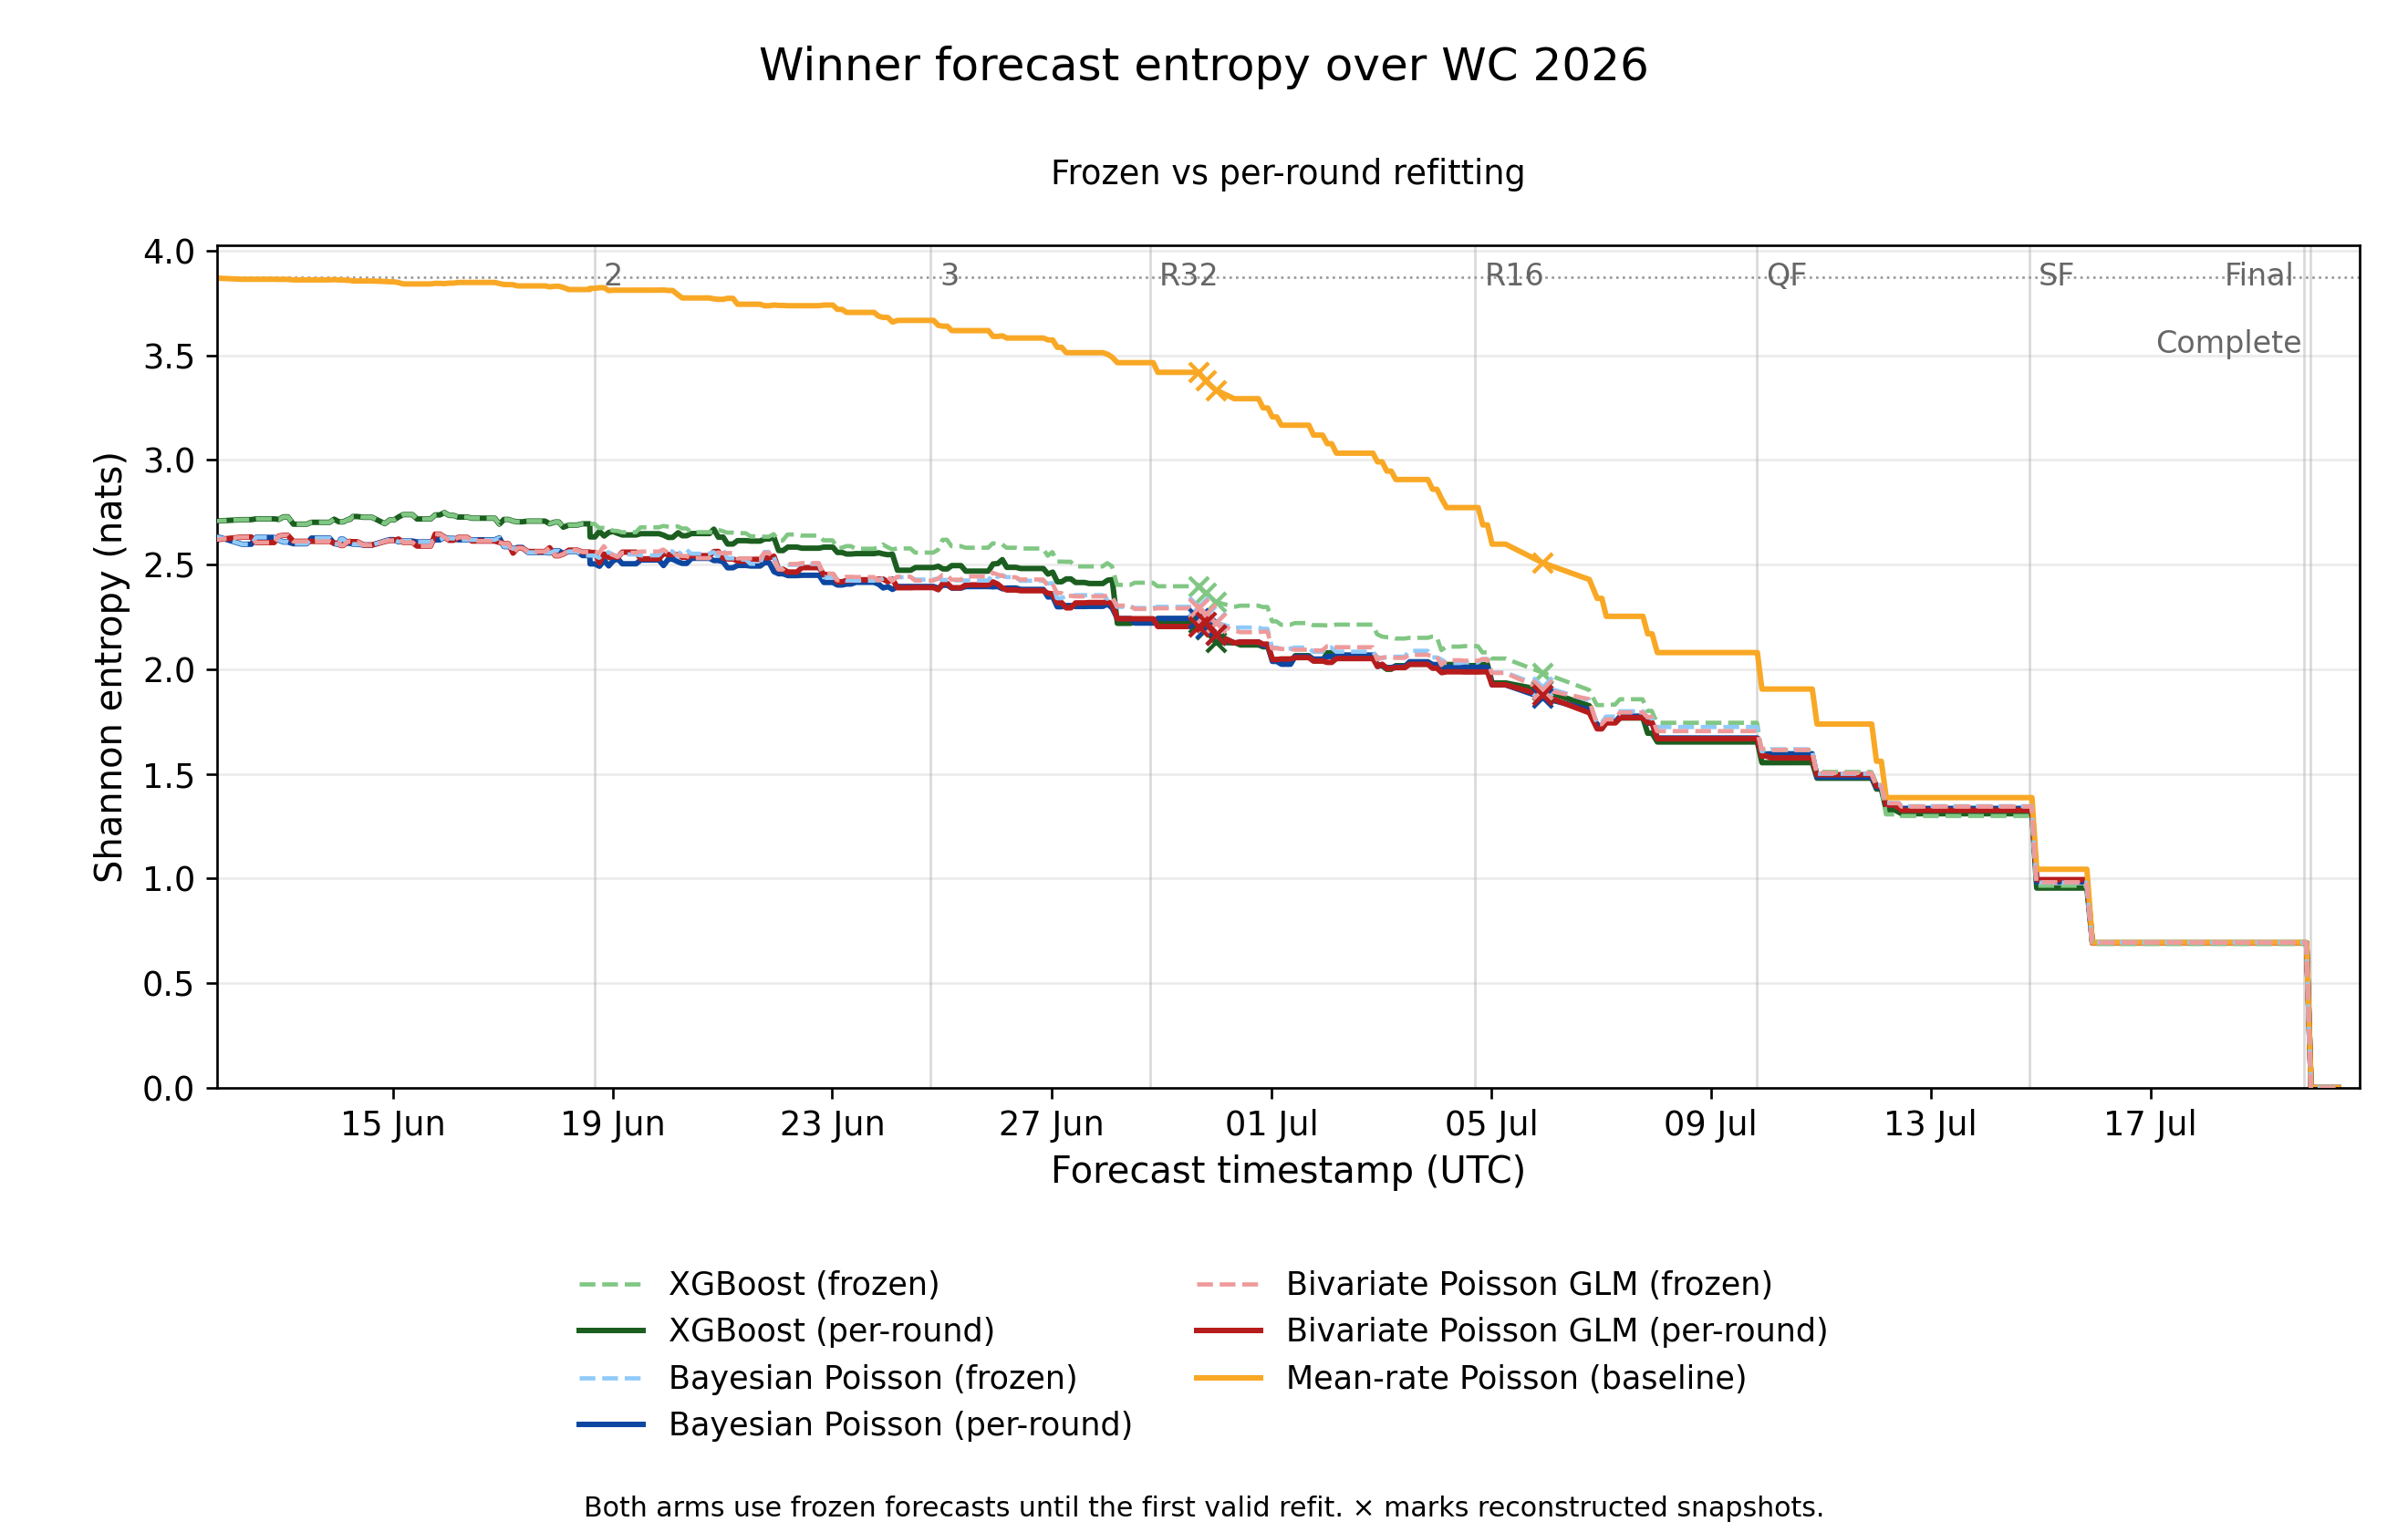 Winner forecast entropy over WC 2026
Frozen vs per-round refitting
Shannon entropy (nats)
4.0
3.5
3.0
2.5
2.0
1.5
1.0
0.5
0.0
2
3
R32
R16
QF
SF
Final
Complete
15 Jun
19 Jun
23 Jun
27 Jun
01 Jul
05 Jul
09 Jul
13 Jul
17 Jul
Forecast timestamp (UTC)
XGBoost (frozen)
XGBoost (per-round)
Bayesian Poisson (frozen)
Bayesian Poisson (per-round)
Bivariate Poisson GLM (frozen)
Bivariate Poisson GLM (per-round)
Mean-rate Poisson (baseline)
Both arms use frozen forecasts until the first valid refit. × marks reconstructed snapshots.